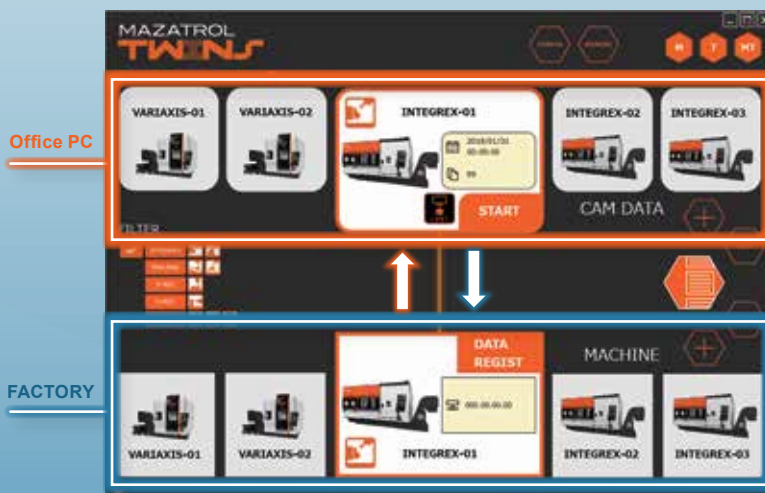 MAZATROL
TWINS
M T MT
VARIAXIS-01 VARIAXIS-02 INTEGREX-01 INTEGREX-02 INTEGREX-03
Office PC
2018/01/31
00:00:00
99
START CAM DATA
FILTER
DATA
REGIST
MACHINE
FACTORY
000.00.00.00
VARIAXIS-01 VARIAXIS-02 INTEGREX-01 INTEGREX-02 INTEGREX-03